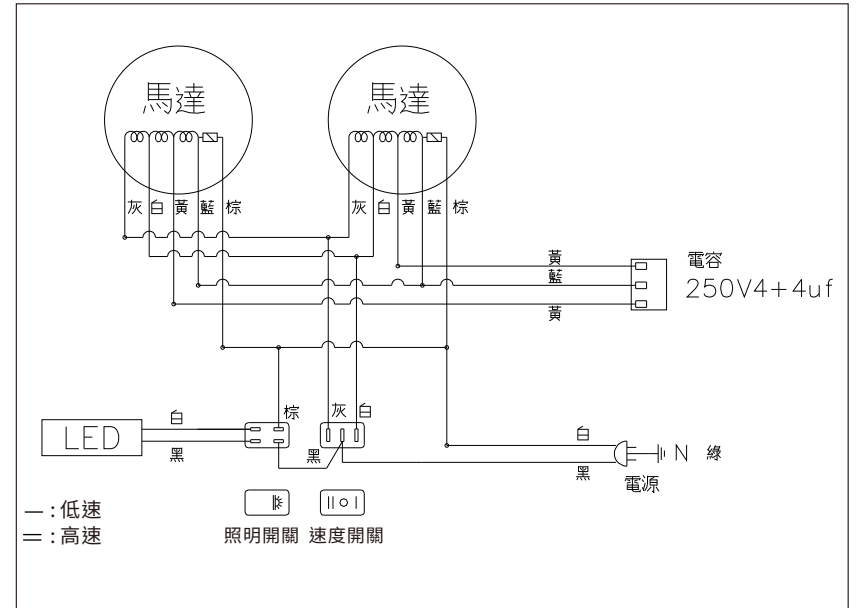 馬達 馬達
灰 白 黃 藍 棕 灰 白 黃 藍 棕
黃
藍
黃
電容
250V4+4uf
棕 灰 白
白
LED
黑
黑
白
黑
N 綠
電源
— : 低速
= : 高速
照明開關 速度開關